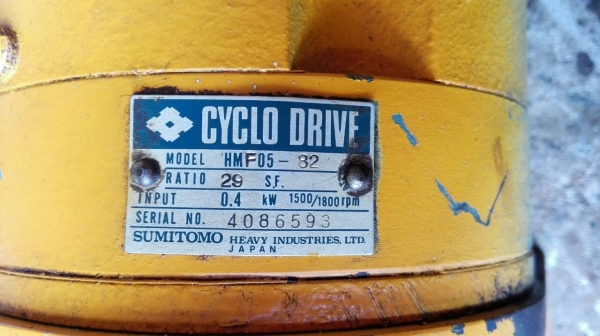 CYCLO DRIVE
MODEL HMF05-82
RATIO 29 S.F.
INPUT 0.4 kW 1500/1800rpm
SERIAL NO. 4086593
SUMITOMO HEAVY INDUSTRIES, LTD.
JAPAN